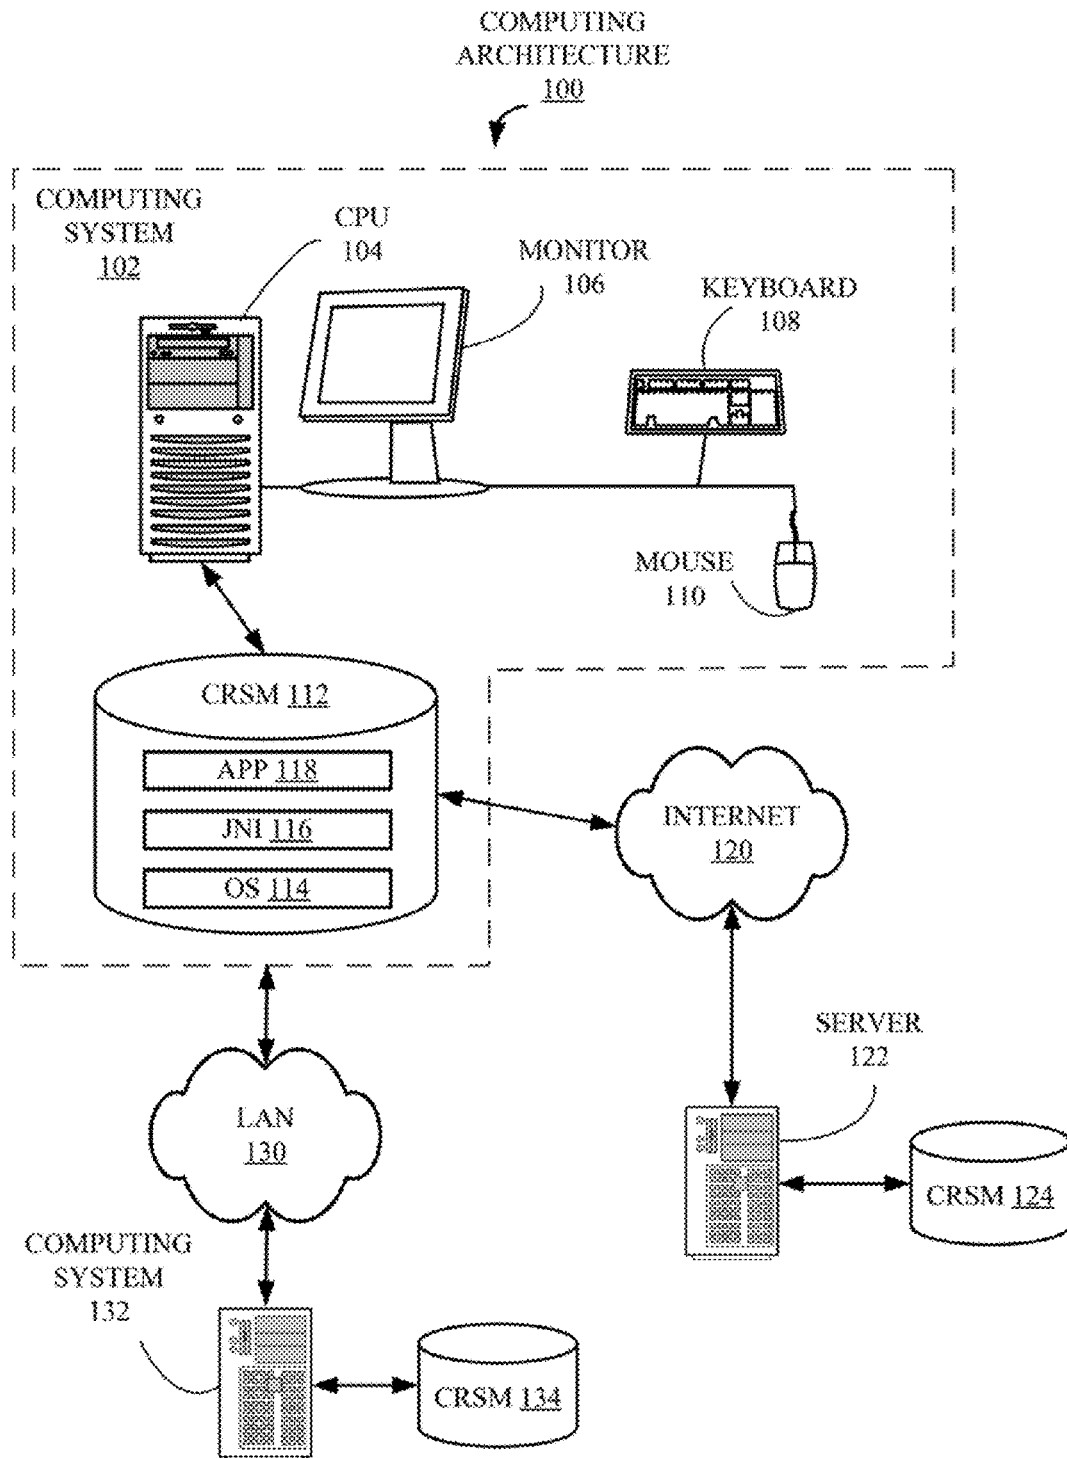 COMPUTING
ARCHITECTURE
100
COMPUTING
SYSTEM
102
CPU
104
MONITOR
106
KEYBOARD
108
MOUSE
110
CRSM 112
APP 118
JNI 116
OS 114
INTERNET
120
SERVER
122
LAN
130
CRSM 124
COMPUTING
SYSTEM
132
CRSM 134